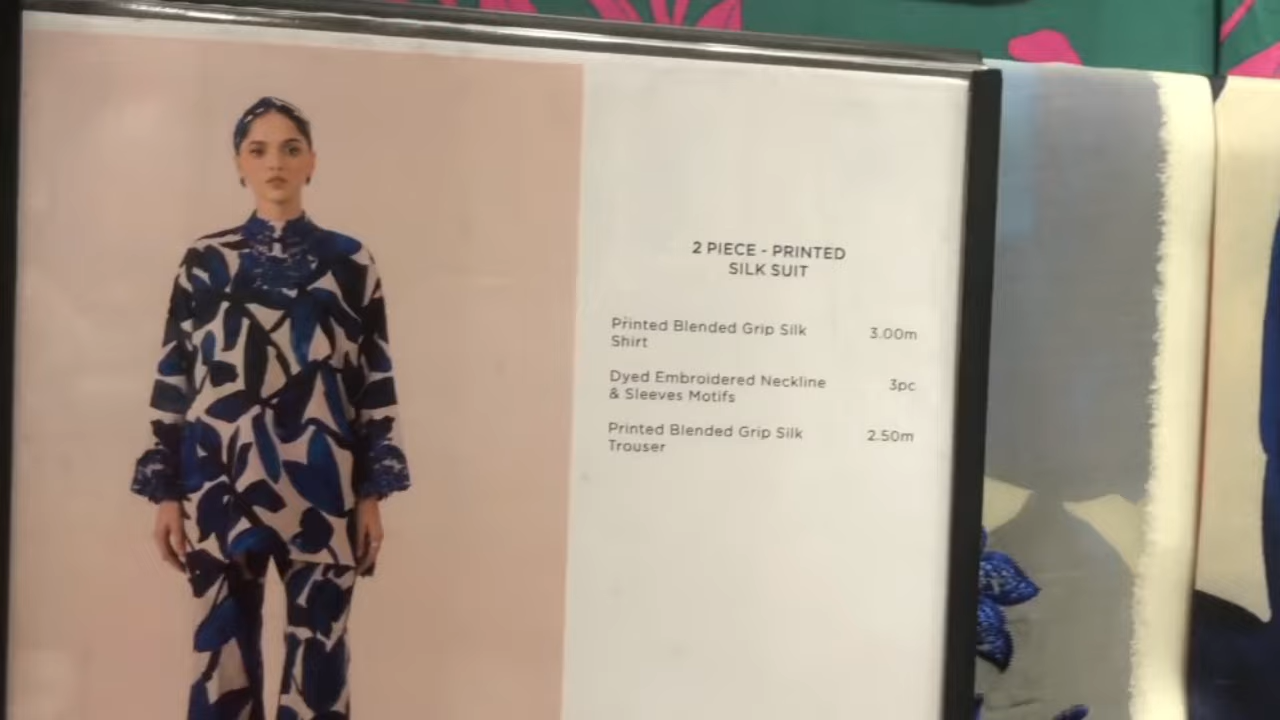 2 PIECE - PRINTED
SILK SUIT
Printed Blended Grip Silk 3.00m
Shirt
Dyed Embroidered Neckline 3pc
& Sleeves Motifs
Printed Blended Grip Silk 2.50m
Trouser